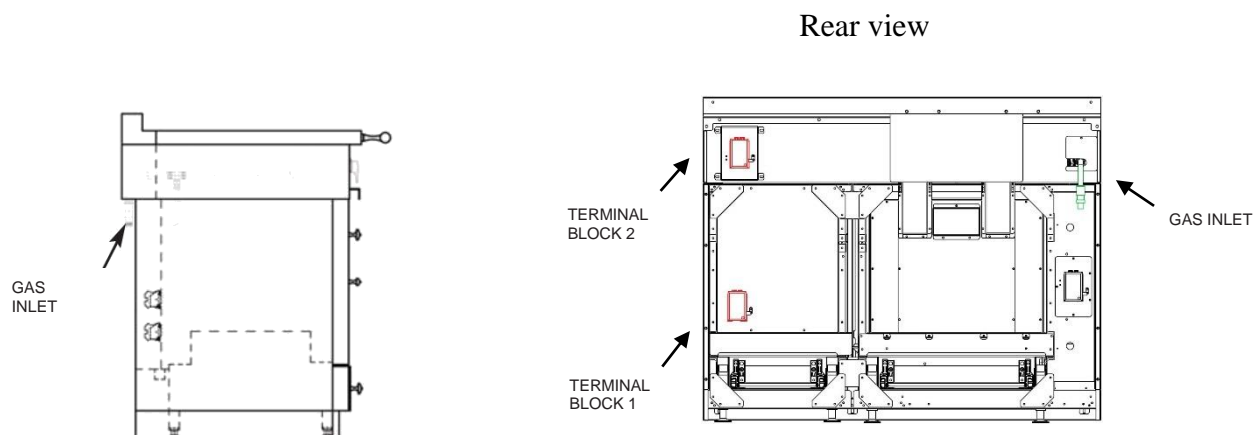 Rear view
TERMINAL
BLOCK 2
GAS INLET
GAS
INLET
TERMINAL
BLOCK 1